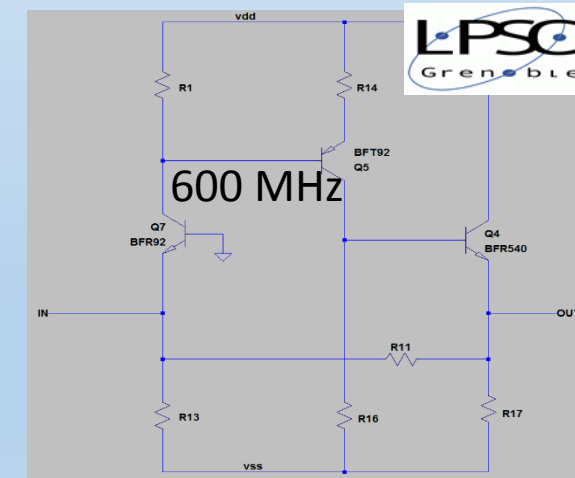 vdd
LPSC
Grenoble
R1
R14
BFT92
Q5
600 MHz
Q7
BFR92
Q4
BFR540
IN
OUT
R11
R13
R16
R17
vss